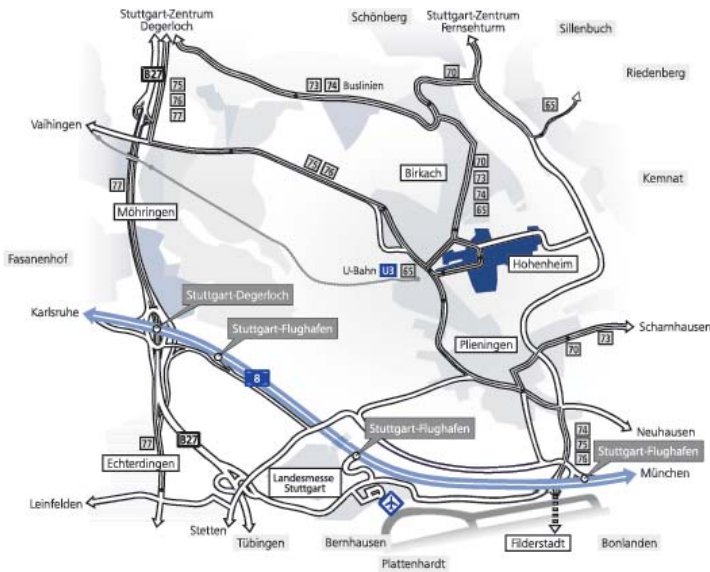 Stuttgart-Zentrum
Degerloch
Schönberg
Stuttgart-Zentrum
Fernsehturm
Sillenbuch
Riedenberg
B27
75
76
77
73 74 Buslinien
70
65
Vaihingen
77
75
76
Birkach
70
73
74
65
Kemnat
Möhringen
Fasanenhof
U-Bahn U3 65
Hohenheim
Stuttgart-Degerloch
Karlsruhe
Stuttgart-Flughafen
Plieningen
Scharnhausen
70
73
8
77
B27
Stuttgart-Flughafen
74
75
76
Neuhausen
Stuttgart-Flughafen
Echterdingen
Landesmesse
Stuttgart
München
Leinfelden
Stetten
Tübingen
Bernhausen
Plattenhardt
Filderstadt
Bonlanden